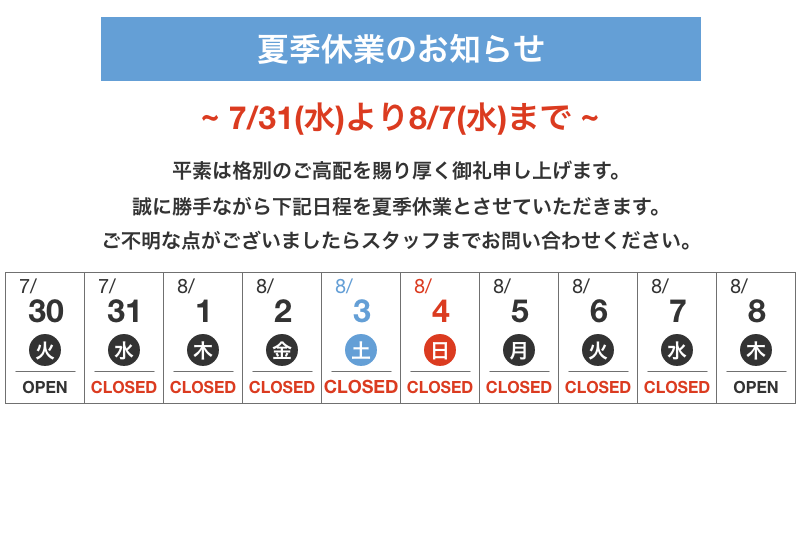 夏季休業のお知らせ
~ 7/31(水)より8/7(水)まで ~
平素は格別のご高配を賜り厚く御礼申し上げます。
誠に勝手ながら下記日程を夏季休業とさせていただきます。
ご不明な点がございましたらスタッフまでお問い合わせください。
7/ 7/ 8/ 8/ 8/ 8/ 8/ 8/ 8/ 8/
30 31 1 2 3 4 5 6 7 8
火 水 木 金 土 日 月 火 水 木
OPEN CLOSED CLOSED CLOSED CLOSED CLOSED CLOSED CLOSED CLOSED OPEN